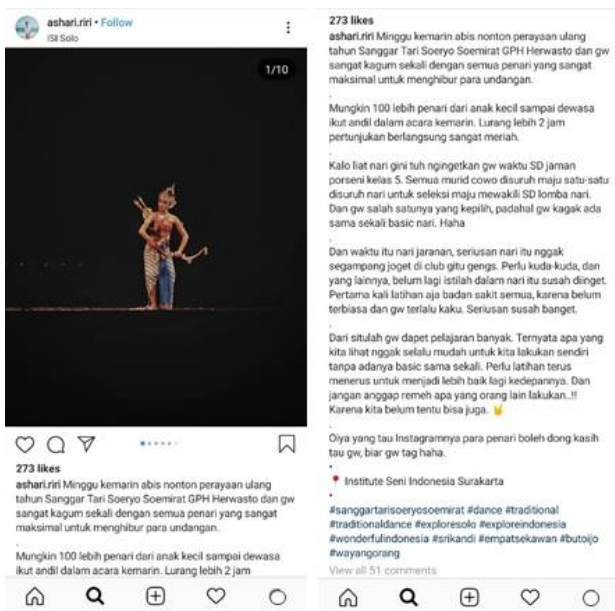 ashari.riri • Follow
ISI Solo
1/10
273 likes
ashari.riri Minggu kemarin abis nonton perayaan ulang
tahun Sanggar Tari Soeryo Soemirat GPH Herwasto dan gw
sangat kagum sekali dengan semua penari yang sangat
maksimal untuk menghibur para undangan.
.
Mungkin 100 lebih penari dari anak kecil sampai dewasa
ikut andil dalam acara kemarin. Lurang lebih 2 jam
273 likes
ashari.riri Minggu kemarin abis nonton perayaan ulang
tahun Sanggar Tari Soeryo Soemirat GPH Herwasto dan gw
sangat kagum sekali dengan semua penari yang sangat
maksimal untuk menghibur para undangan.
.
Mungkin 100 lebih penari dari anak kecil sampai dewasa
ikut andil dalam acara kemarin. Lurang lebih 2 jam
pertunjukan berlangsung sangat meriah.
.
Kalo liat nari gini tuh ngingetkan gw waktu SD jaman
porseni kelas 5. Semua murid cowo disuruh maju satu-satu
disuruh nari untuk seleksi maju mewakili SD lomba nari.
Dan gw salah satunya yang kepilih, padahal gw kagak ada
sama sekali basic nari. Haha
.
Dan waktu itu nari jaranan, seriusan nari itu nggak
segampang joget di club gitu gengs. Perlu kuda-kuda, dan
yang lainnya, belum lagi istilah dalam nari itu susah diinget.
Pertama kali latihan aja badan sakit semua, karena belum
terbiasa dan gw terlalu kaku. Seriusan susah banget.
.
Dari situlah gw dapet pelajaran banyak. Ternyata apa yang
kita lihat nggak selalu mudah untuk kita lakukan sendiri
tanpa adanya basic sama sekali. Perlu latihan terus
menerus untuk menjadi lebih baik lagi kedepannya. Dan
jangan anggap remeh apa yang orang lain lakukan..!!
Karena kita belum tentu bisa juga. 🤘
.
Oiya yang tau Instagramnya para penari boleh dong kasih
tau gw, biar gw tag haha.
•
📍 Institute Seni Indonesia Surakarta
•
#sanggartarisoeryosoemirat #dance #traditional
#traditionaldance #exploresolo #exploreindonesia
#wonderfulindonesia #srikandi #empatsekawan #butoijo
#wayangorang
View all 51 comments